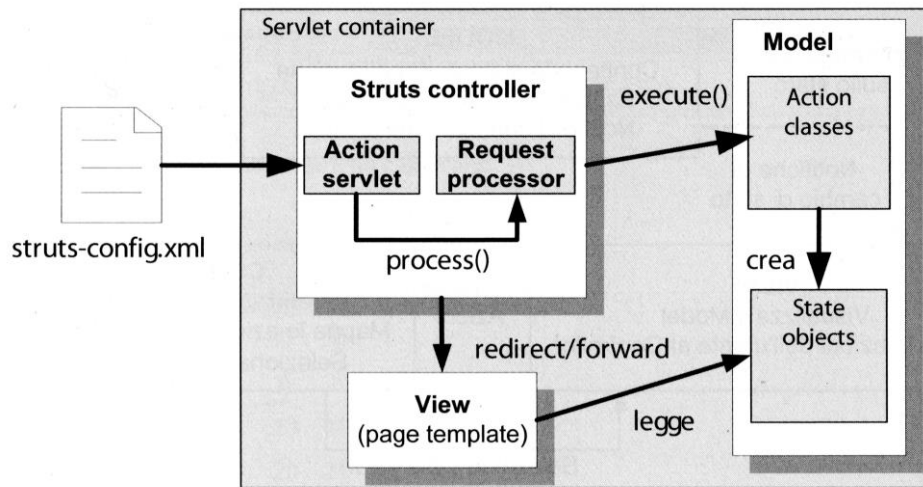 Servlet container
Model
Struts controller
execute()
Action
classes
Action
servlet
Request
processor
struts-config.xml
process()
crea
State
objects
redirect/forward
View
(page template)
legge